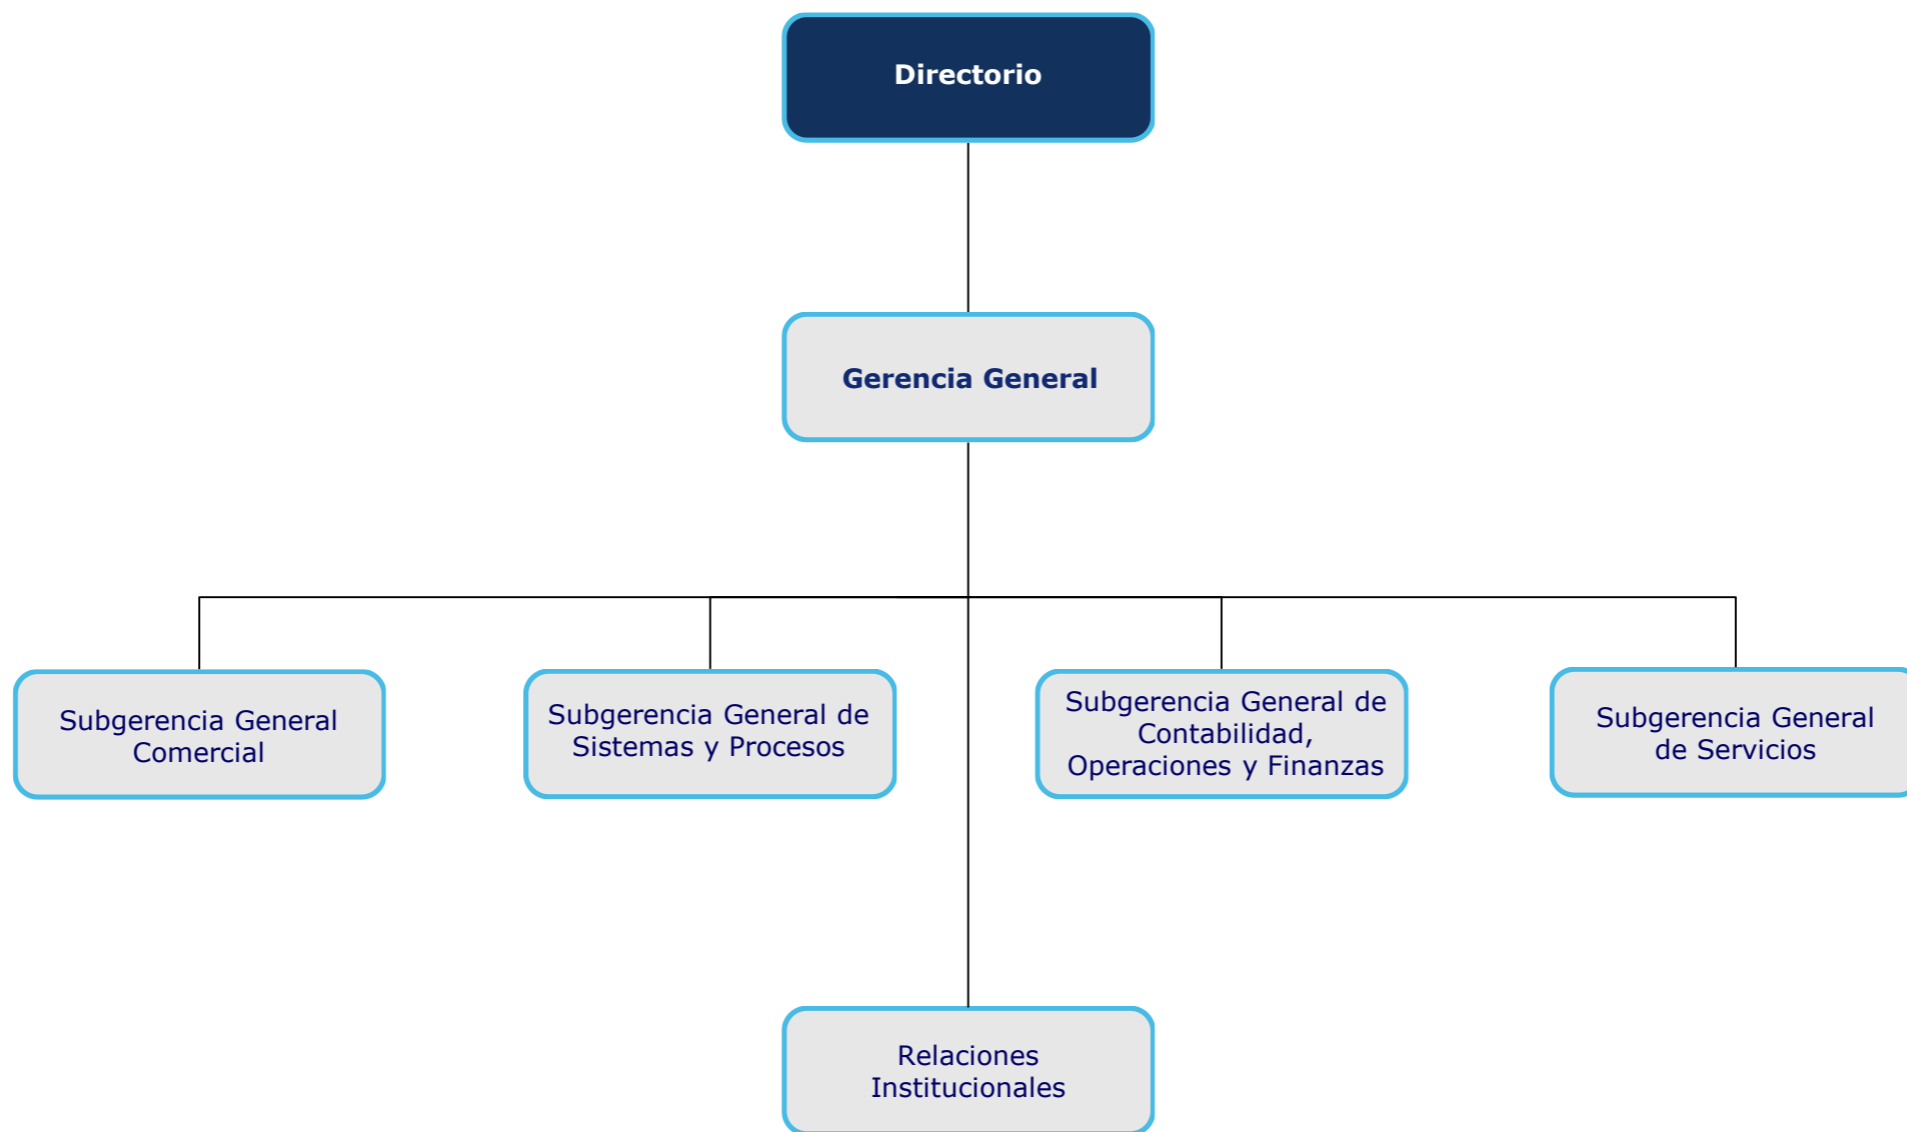 Directorio
Gerencia General
Subgerencia General
Comercial
Subgerencia General de
Sistemas y Procesos
Subgerencia General de
Contabilidad,
Operaciones y Finanzas
Subgerencia General
de Servicios
Relaciones
Institucionales